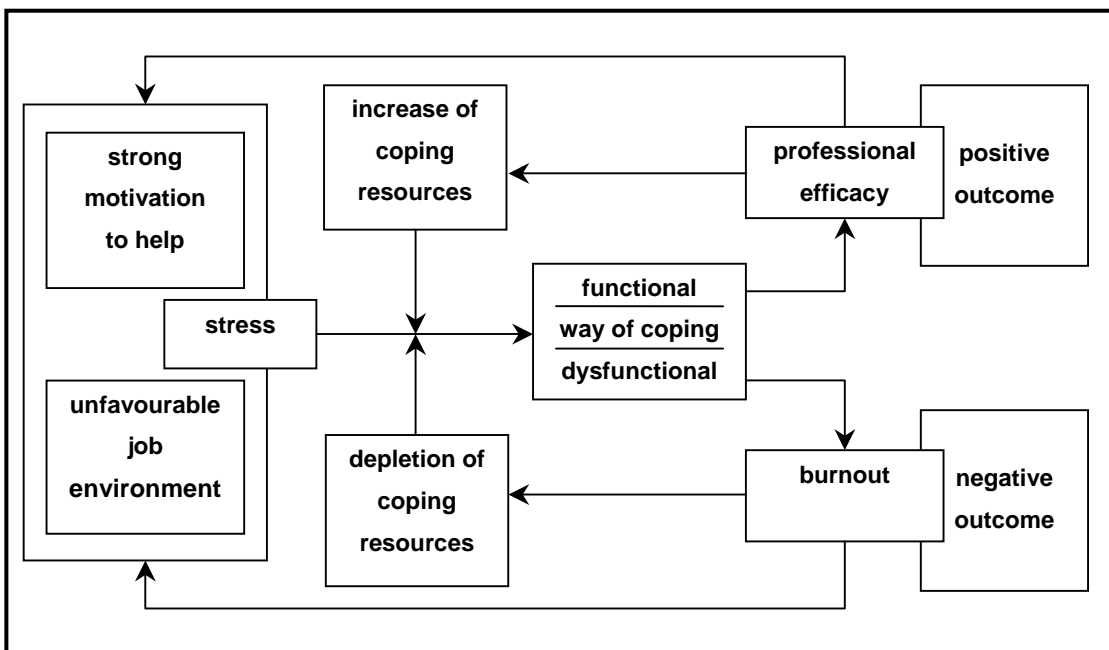 strong
motivation
to help
stress
unfavourable
job
environment
increase of
coping
resources
depletion of
coping
resources
functional
way of coping
dysfunctional
professional
efficacy
positive
outcome
burnout
negative
outcome